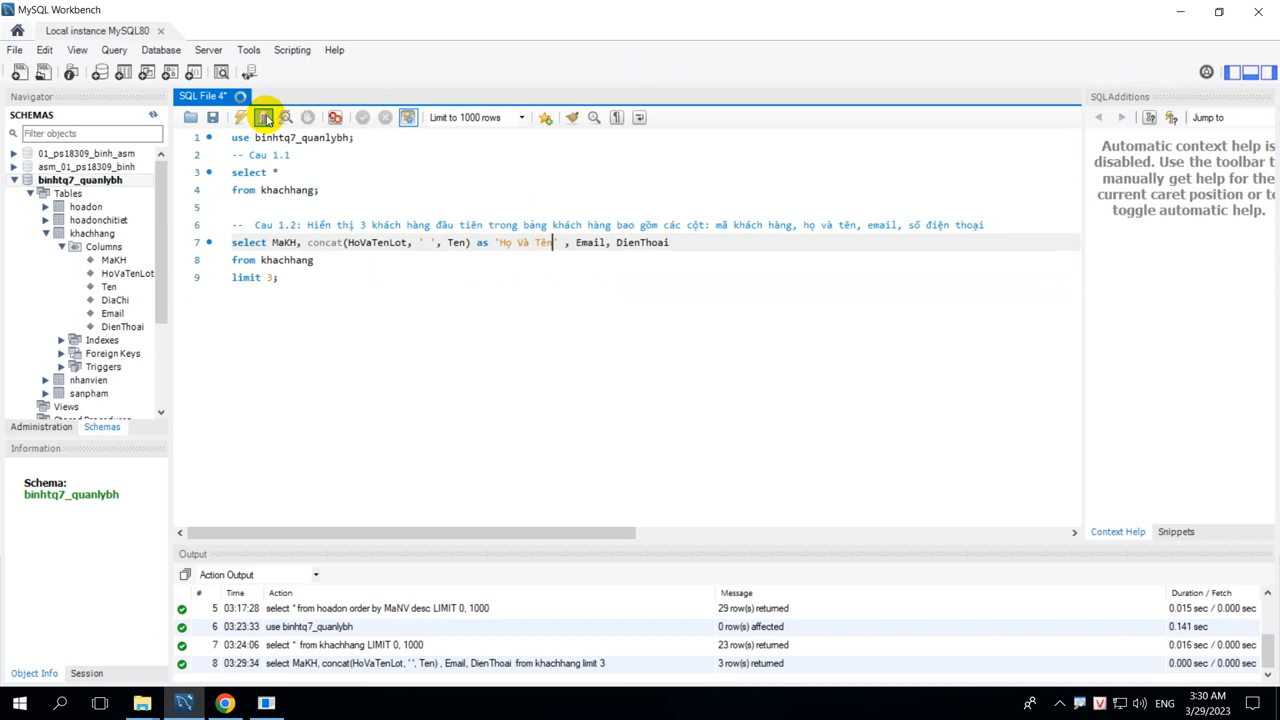 MySQL Workbench
Local instance MySQL80
File Edit View Query Database Server Tools Scripting Help
Navigator
SCHEMAS
Filter objects
01_ps18309_binh_asm
asm_01_ps18309_binh
binhtq7_quanlybh
Tables
hoadon
hoadonchitiet
khachhang
Columns
MaKH
HoVaTenLot
Ten
DiaChi
Email
DienThoai
Indexes
Foreign Keys
Triggers
nhanvien
sanpham
Views
Administration Schemas
Information
Schema:
binhtq7_quanlybh
Object Info Session
SQL File 4*
Limit to 1000 rows
1 use binhtq7_quanlybh;
2 -- Cau 1.1
3 select *
4 from khachhang;
5
6 -- Cau 1.2: Hiển thị 3 khách hàng đầu tiên trong bảng khách hàng bao gồm các cột: mã khách hàng, họ và tên, email, số điện thoại
7 select MaKH, concat(HoVaTenLot, ' ', Ten) as 'Họ Và Tên' , Email, DienThoai
8 from khachhang
9 limit 3;
SQLAdditions
Jump to
Automatic context help is
disabled. Use the toolbar t
manually get help for the
current caret position or to
toggle automatic help.
Context Help Snippets
Output
Action Output
# Time Action Message Duration / Fetch
5 03:17:28 select * from hoadon order by MaNV desc LIMIT 0, 1000 29 row(s) returned 0.015 sec / 0.000 sec
6 03:23:33 use binhtq7_quanlybh 0 row(s) affected 0.141 sec
7 03:24:06 select * from khachhang LIMIT 0, 1000 23 row(s) returned 0.016 sec / 0.000 sec
8 03:29:34 select MaKH, concat(HoVaTenLot, ' ', Ten) , Email, DienThoai from khachhang limit 3 3 row(s) returned 0.000 sec / 0.000 sec
ENG
3:30 AM
3/29/2023